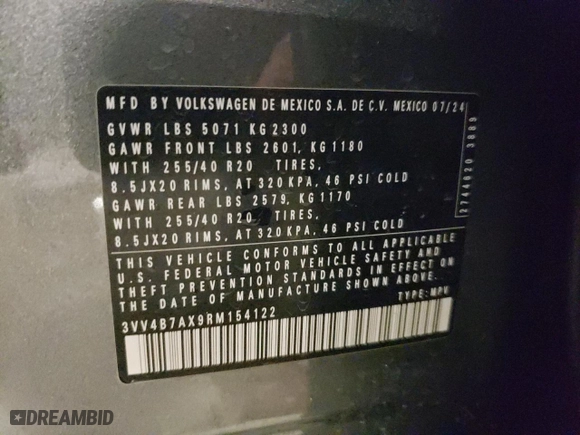 MFD BY VOLKSWAGEN DE MEXICO S.A. DE C.V. MEXICO 07/24
GVWR LBS 5071 KG 2300
GAWR FRONT LBS 2601, KG 1180
WITH 255/40 R20 TIRES,
8.5JX20 RIMS, AT 320 KPA, 46 PSI COLD
GAWR REAR LBS 2579, KG 1170
WITH 255/40 R20 TIRES,
8.5JX20 RIMS, AT 320 KPA, 46 PSI COLD
THIS VEHICLE CONFORMS TO ALL APPLICABLE
U.S. FEDERAL MOTOR VEHICLE SAFETY AND
THEFT PREVENTION STANDARDS IN EFFECT ON
THE DATE OF MANUFACTURE SHOWN ABOVE.
3VV4B7AX9RM154122
TYPE: MPV
2744020 3889
DREAMBID